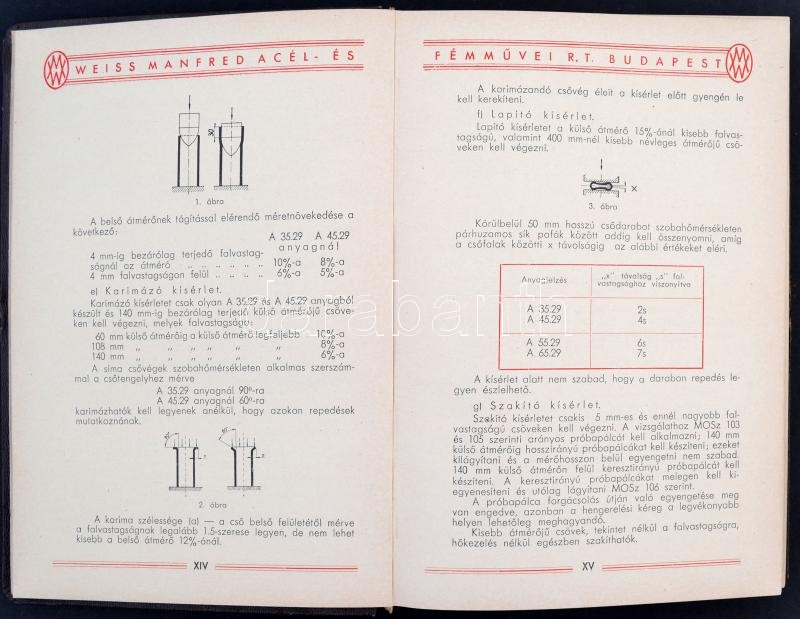 WEISS MANFRED ACÉL- ÉS
30
1. ábra
A belső átmérőnek tágítással elérendő méretnövekedése a
következő:
A 35.29 A 45.29
anyagnál
4 mm-ig bezárólag terjedő falvastag-
ságnál az átmérő .. .. .. .. .. .. 10%-a 8%-a
4 mm falvastagságon felül .. .. .. .. 6%-a 5%-a
e) Karimázó kísérlet.
Karimázó kísérletet csak olyan A 35.29 és A 45.29 anyagból
készült és 140 mm-ig bezárólag terjedő külső átmérőjű csöve-
ken kell végezni, melyek falvastagsága
60 mm külső átmérőig a külső átmérő legfeljebb 10%-a
108 mm „ „ „ „ „ „ 8%-a
140 mm „ „ „ „ „ „ 6%-a
A sima csővégek szobahőmérsékleten alkalmas szerszám-
mal a csőtengelyhez mérve
A 35.29 anyagnál 90º-ra
A 45.29 anyagnál 60º-ra
karimázhatók kell legyenek anélkül, hogy azokon repedések
mutatkoznának.
2. ábra
A karima szélessége (a) — a cső belső felületétől mérve
a falvastagságnak legalább 1.5-szerese legyen, de nem lehet
kisebb a belső átmérő 12%-ánál.
XIV
FÉMMŰVEI R.T. BUDAPEST
A karimázandó csővég éleit a kísérlet előtt gyengén le
kell kerekíteni.
f) Lapító kísérlet.
Lapító kísérletet a külső átmérő 15%-ánál kisebb falvas-
tagságú, valamint 400 mm-nél kisebb névleges átmérőjű csö-
veken kell végezni.
x
3. ábra
Körülbelül 50 mm hosszú csődarabot szobahőmérsékleten
párhuzamos sík pofák között addig kell összenyomni, amíg
a csőfalak közötti x távolságig az alábbi értékeket eléri.
Anyagjelzés „x" távolság „s" fal-
vastagsághoz viszonyítva
A 35.29 2s
A 45.29 4s
A 55.29 6s
A 65.29 7s
A kísérlet alatt nem szabad, hogy a darabon repedés le-
gyen észlelhető.
g) Szakító kísérlet.
Szakító kísérletet csakis 5 mm-es és ennél nagyobb fal-
vastagságú csöveken kell végezni. A vizsgálathoz MOSz 103
és 105 szerinti arányos próbapálcát kell alkalmazni; 140 mm
külső átmérőig hosszirányú próbapálcákat kell készíteni; ezeket
kilágyítani és a mérőhosszon belül egyengetni nem szabad.
140 mm külső átmérőn felül keresztirányú próbapálcát kell
készíteni. A keresztirányú próbapálcákat melegen kell ki-
egyenesíteni és utólag lágyítani MOSz 106 szerint.
A próbapálca forgácsolás útján való egyengetése meg
van engedve, azonban a hengerelési kéreg a legvékonyabb
helyen lehetőleg meghagyandó.
Kisebb átmérőjű csövek, tekintet nélkül a falvastagságra,
hőkezelés nélkül egészben szakíthatók.
XV
darabanth